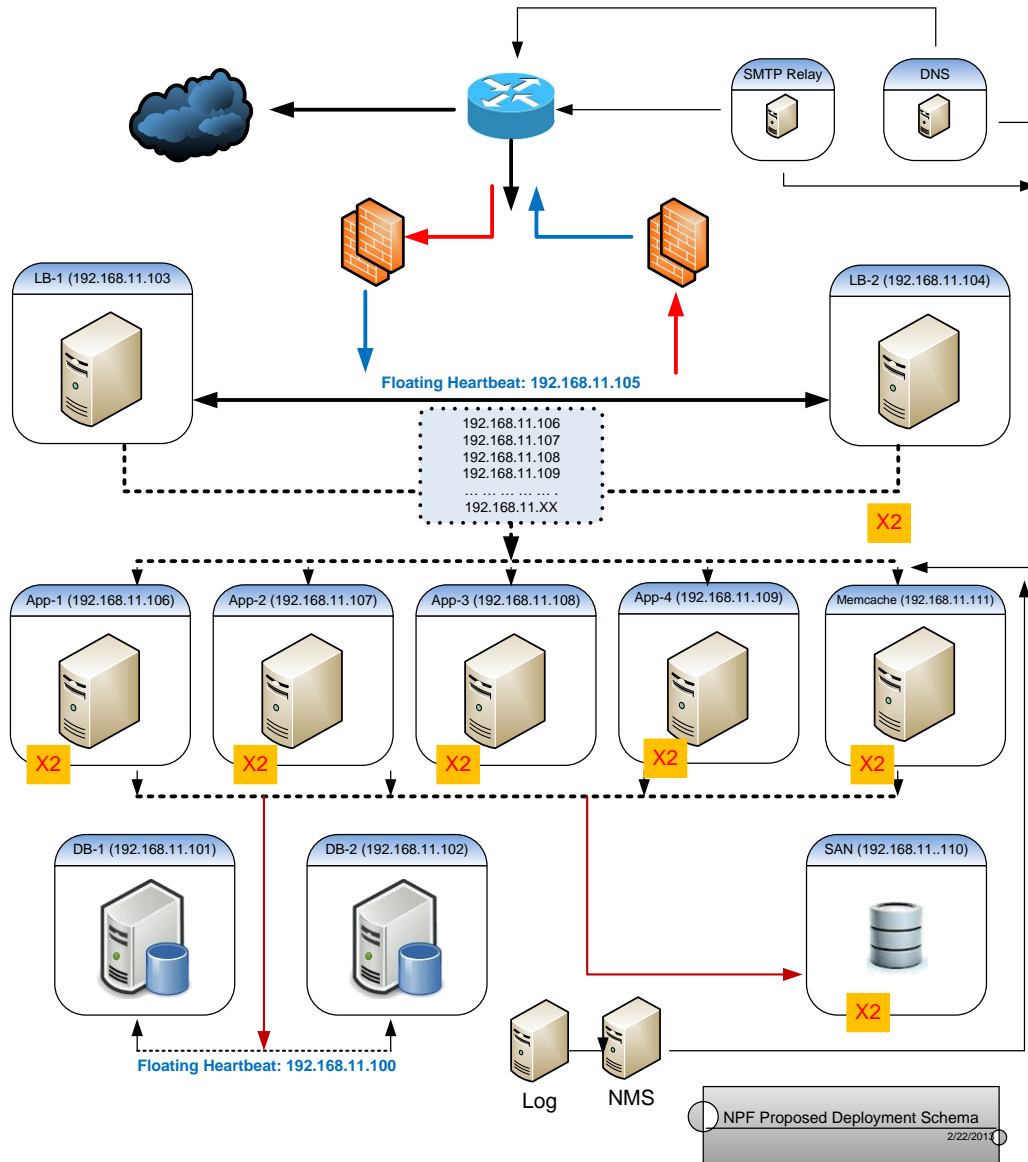 SMTP Relay
DNS
LB-1 (192.168.11.103
LB-2 (192.168.11.104)
Floating Heartbeat: 192.168.11.105
192.168.11.106
192.168.11.107
192.168.11.108
192.168.11.109
... ... ... ... ... .
192.168.11.XX
X2
App-1 (192.168.11.106)
App-2 (192.168.11.107)
App-3 (192.168.11.108)
App-4 (192.168.11.109)
Memcache (192.168.11.111)
X2
X2
X2
X2
X2
DB-1 (192.168.11.101)
DB-2 (192.168.11.102)
SAN (192.168.11..110)
X2
Floating Heartbeat: 192.168.11.100
Log
NMS
NPF Proposed Deployment Schema
2/22/2013